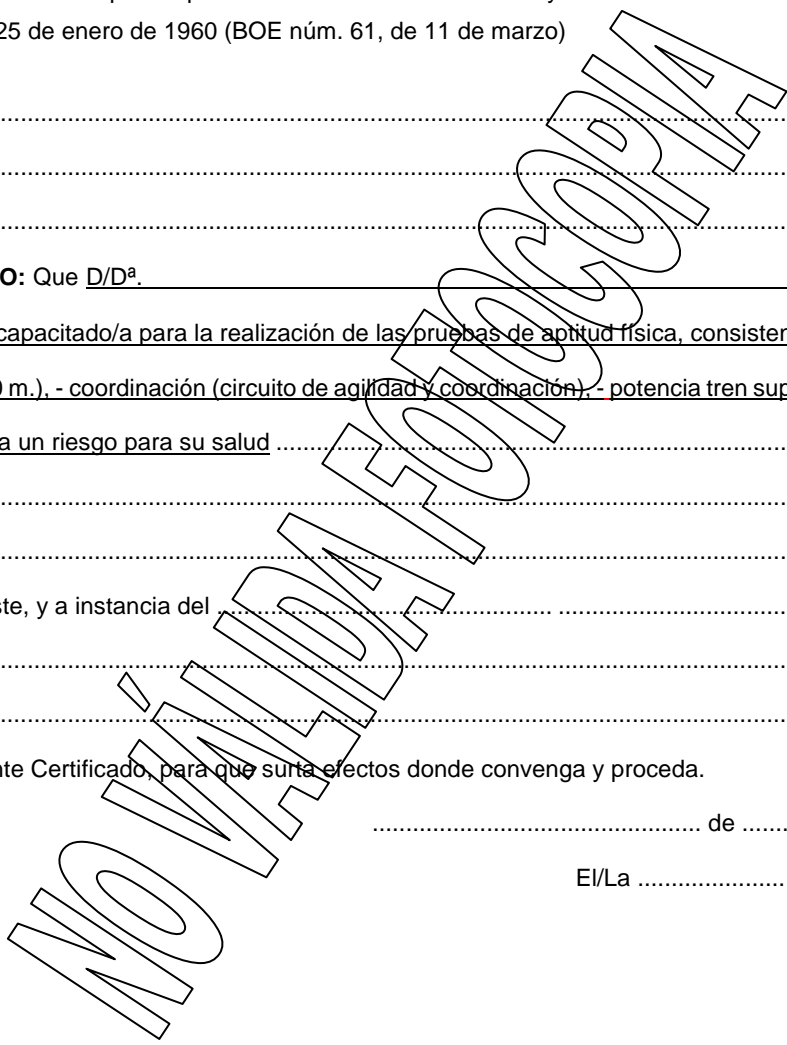 25 de enero de 1960 (BOE núm. 61, de 11 de marzo)
O: Que D/Dª.
capacitado/a para la realización de las pruebas de aptitud física, consisten
m.), - coordinación (circuito de agilidad y coordinación), - potencia tren sup
a un riesgo para su salud ..........................................................................
ste, y a instancia del .................................................... ...................................
nte Certificado, para que surta efectos donde convenga y proceda.
.................................................. de .......
El/La ......................
NO VÁLIDA FOTOCOPIA